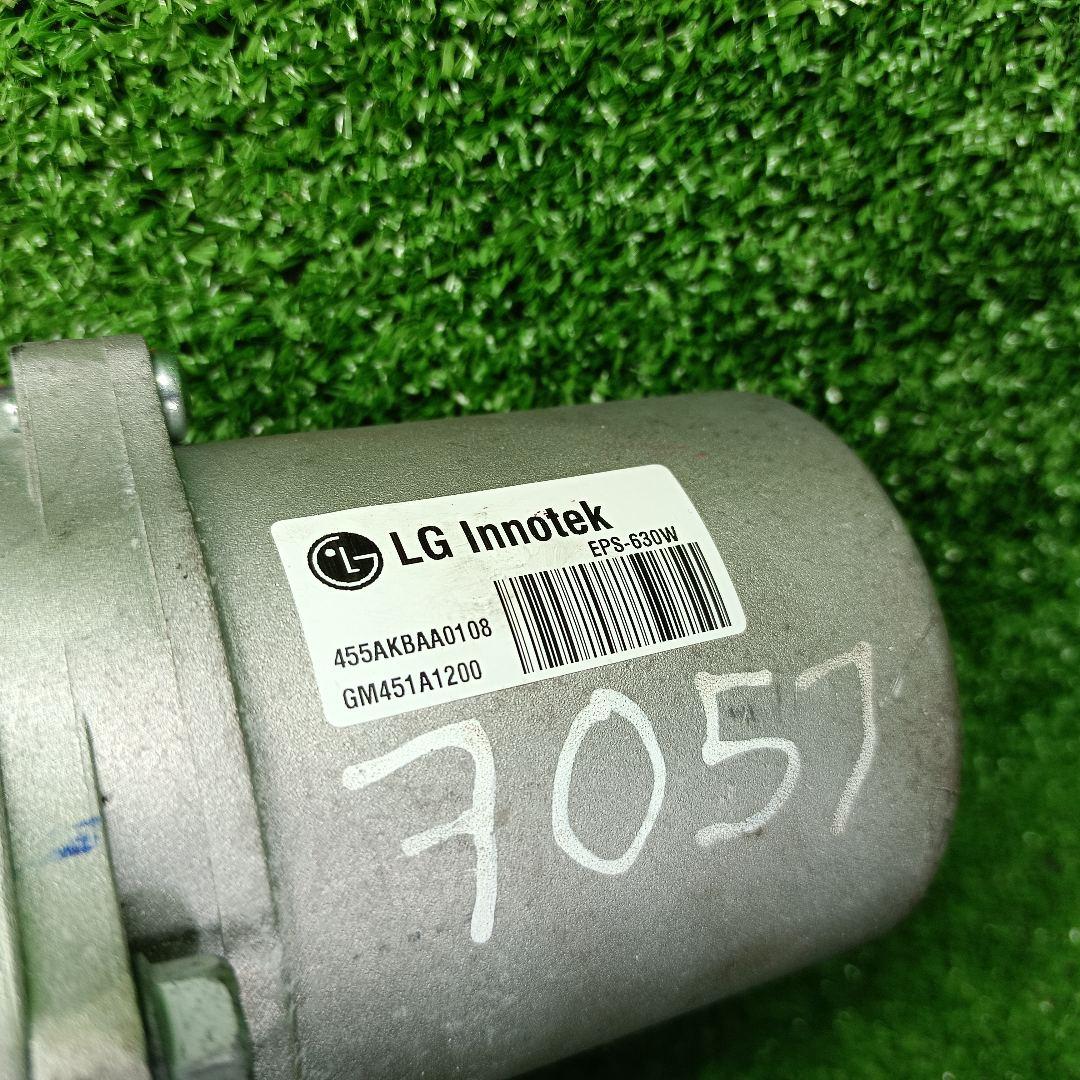 LG Innotek
EPS-630W
455AKBAA0108
GM451A1200
7057